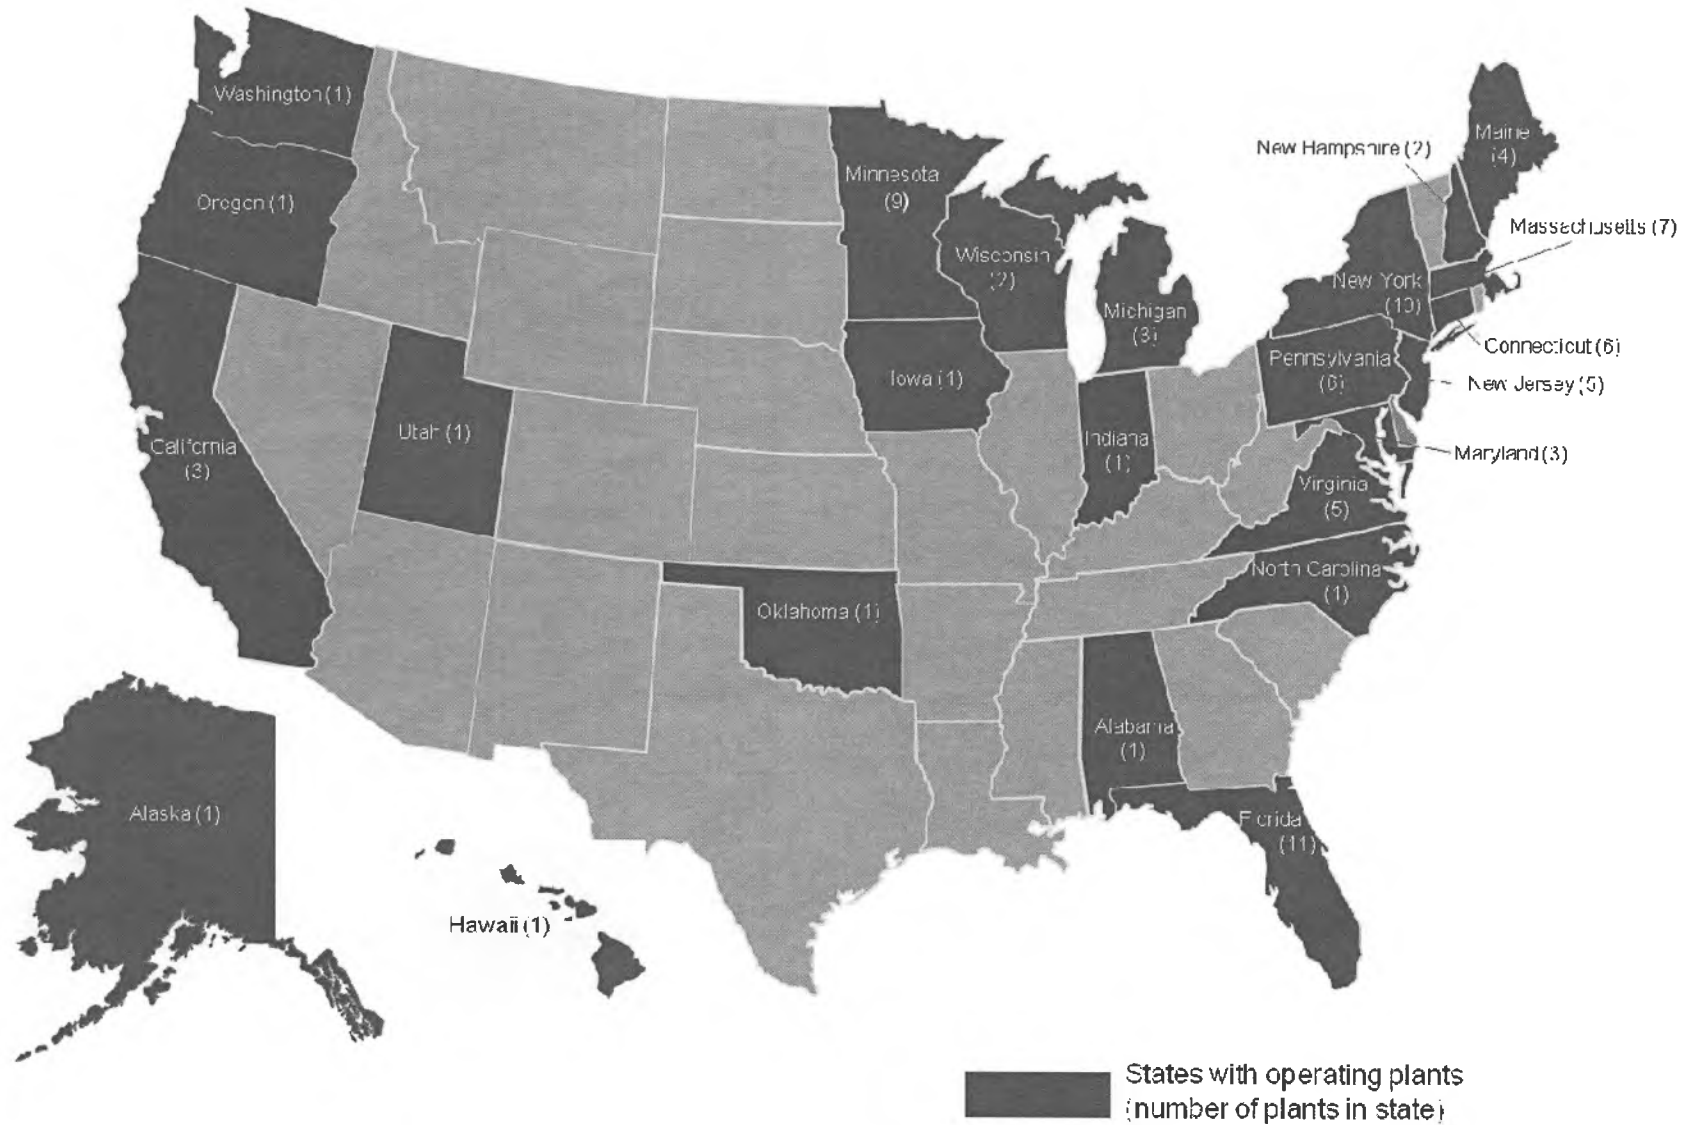 Washington (1)
Oregon (1)
California
(3)
Utah (1)
Minnesota
(9)
Wisconsin
(2)
Michigan
(3)
Iowa (1)
Indiana
(1)
Oklahoma (1)
Alabama
(1)
Florida
(11)
North Carolina
(1)
Virginia
(5)
Maryland (3)
New Jersey (5)
Connecticut (6)
Pennsylvania
(6)
New York
(10)
Massachusetts (7)
New Hampshire (2)
Maine
(4)
Alaska (1)
Hawaii (1)
States with operating plants
(number of plants in state)